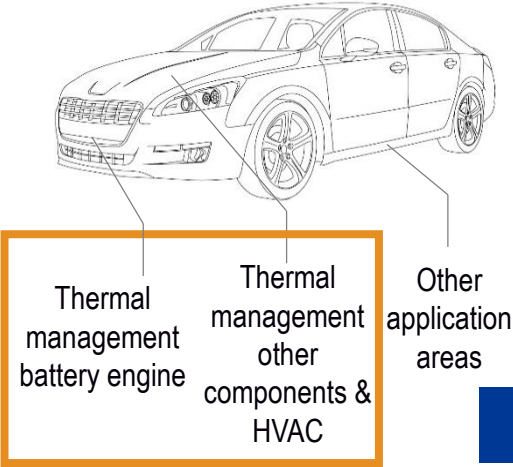 Thermal
management
battery engine
Thermal
management
other
components &
HVAC
Other
application
areas